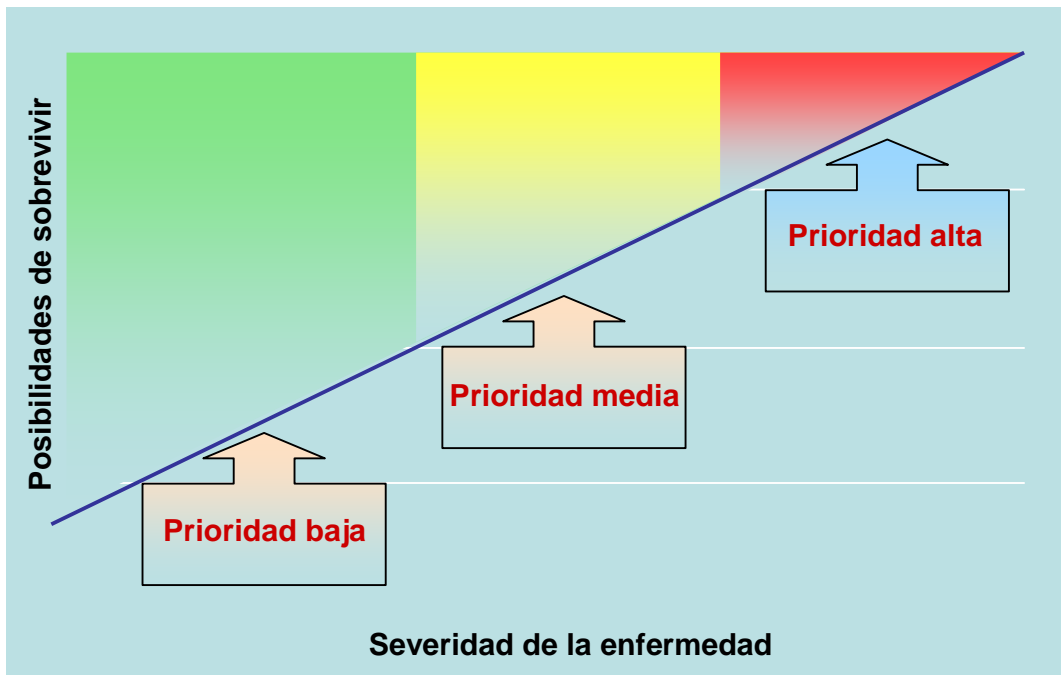 Posibilidades de sobrevivir
Prioridad alta
Prioridad media
Prioridad baja
Severidad de la enfermedad